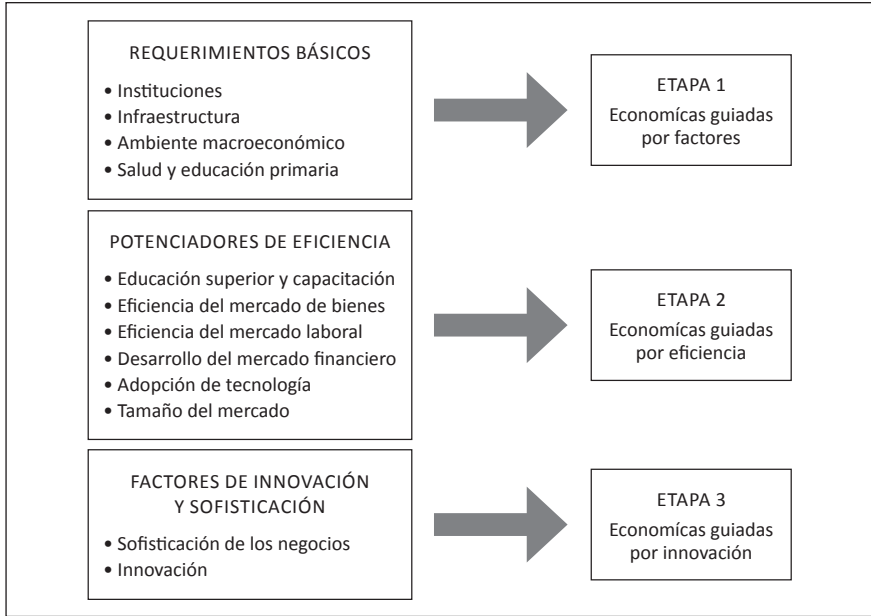 REQUERIMIENTOS BÁSICOS
• Instituciones
• Infraestructura
• Ambiente macroeconómico
• Salud y educación primaria
ETAPA 1
Economícas guiadas
por factores
POTENCIADORES DE EFICIENCIA
• Educación superior y capacitación
• Eficiencia del mercado de bienes
• Eficiencia del mercado laboral
• Desarrollo del mercado financiero
• Adopción de tecnología
• Tamaño del mercado
ETAPA 2
Economícas guiadas
por eficiencia
FACTORES DE INNOVACIÓN
Y SOFISTICACIÓN
• Sofisticación de los negocios
• Innovación
ETAPA 3
Economícas guiadas
por innovación